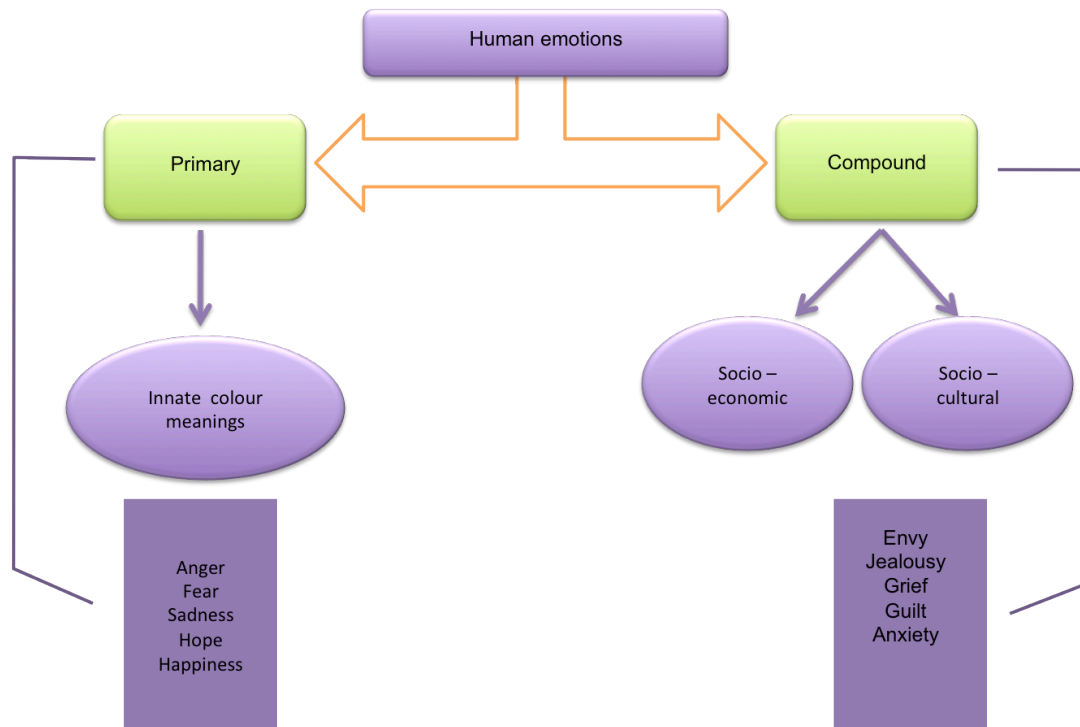 Human emotions
Primary
Compound
Innate colour
meanings
Socio –
economic
Socio –
cultural
Anger
Fear
Sadness
Hope
Happiness
Envy
Jealousy
Grief
Guilt
Anxiety